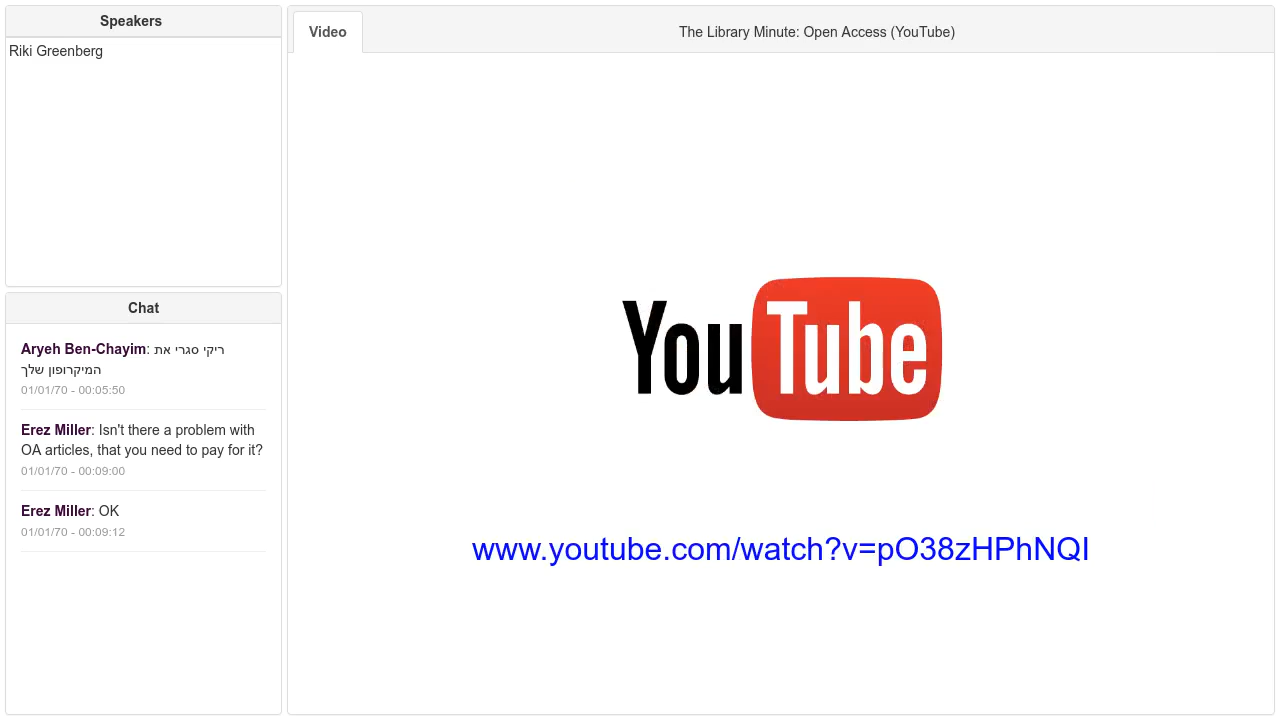 Speakers
Riki Greenberg
Chat
Aryeh Ben-Chayim: ריקי סגרי את
המיקרופון שלך
01/01/70 - 00:05:50
Erez Miller: Isn't there a problem with
OA articles, that you need to pay for it?
01/01/70 - 00:09:00
Erez Miller: OK
01/01/70 - 00:09:12
Video
The Library Minute: Open Access (YouTube)
YouTube
www.youtube.com/watch?v=pO38zHPhNQI